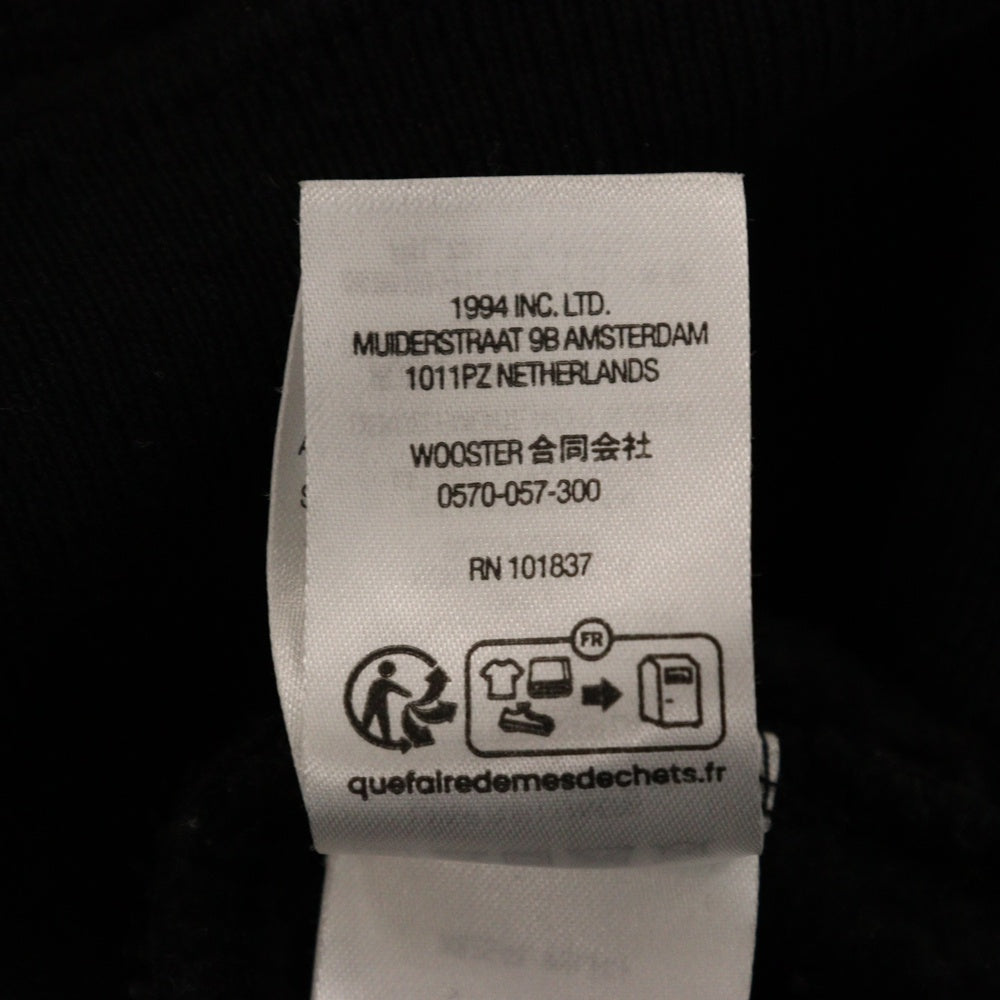 1994 INC. LTD.
MUIDERSTRAAT 9B AMSTERDAM
1011PZ NETHERLANDS
WOOSTER 合同会社
0570-057-300
RN 101837
FR
quefairedemesdechets.fr